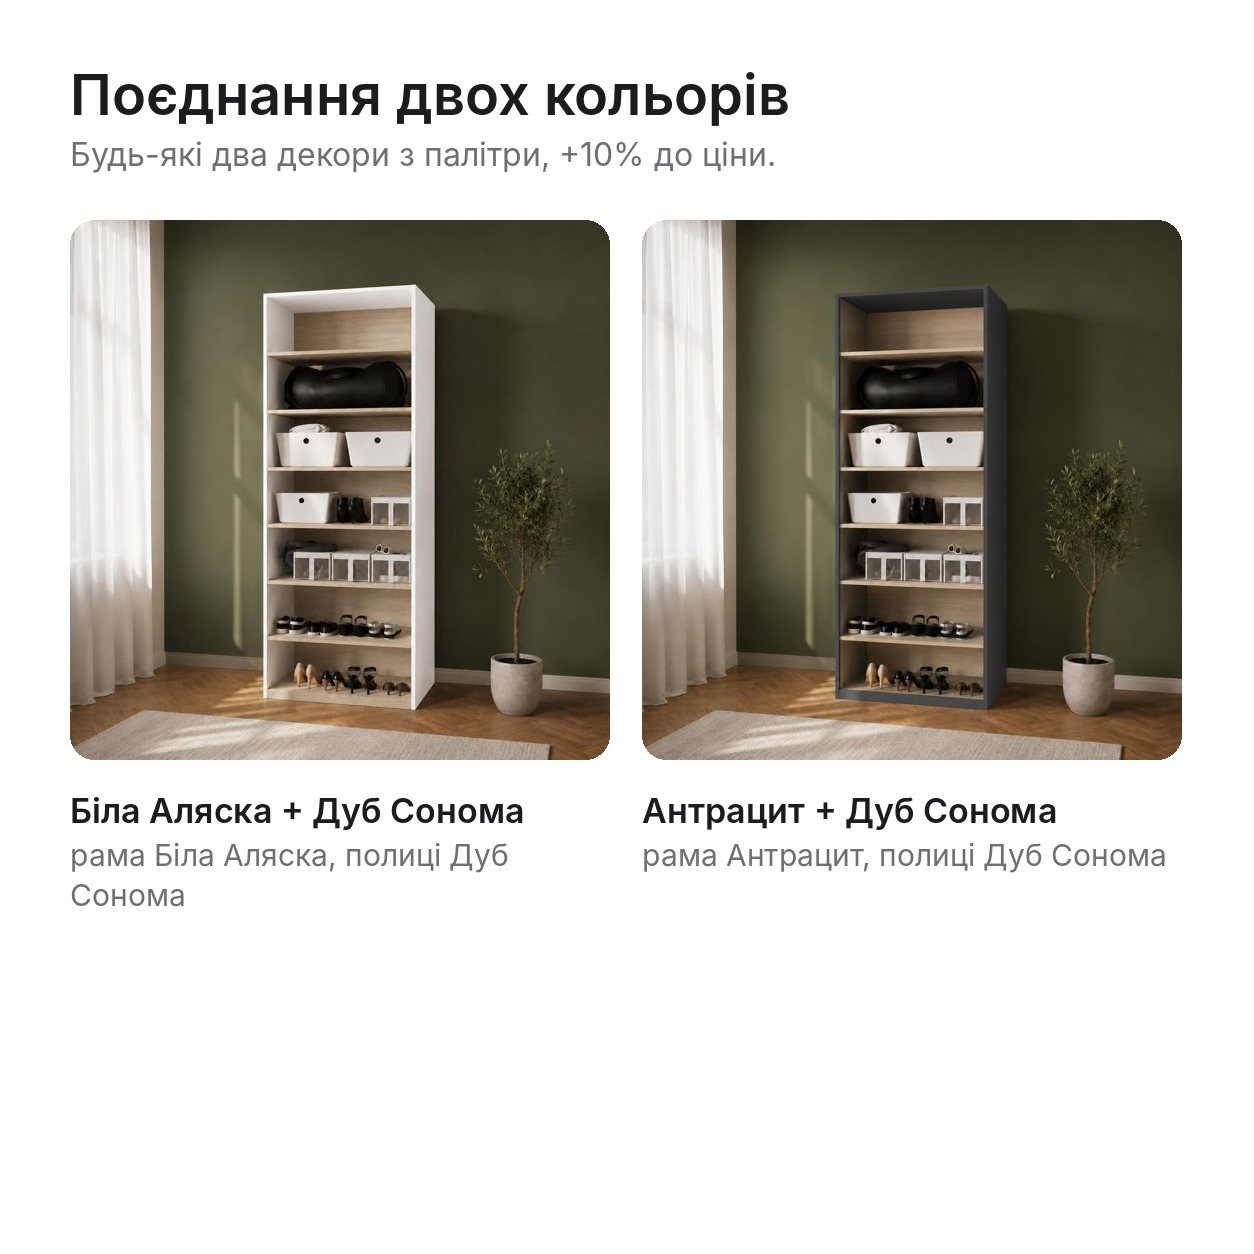 Поєднання двох кольорів
Будь-які два декори з палітри, +10% до ціни.
Біла Аляска + Дуб Сонома
рама Біла Аляска, полиці Дуб
Сонома
Антрацит + Дуб Сонома
рама Антрацит, полиці Дуб Сонома